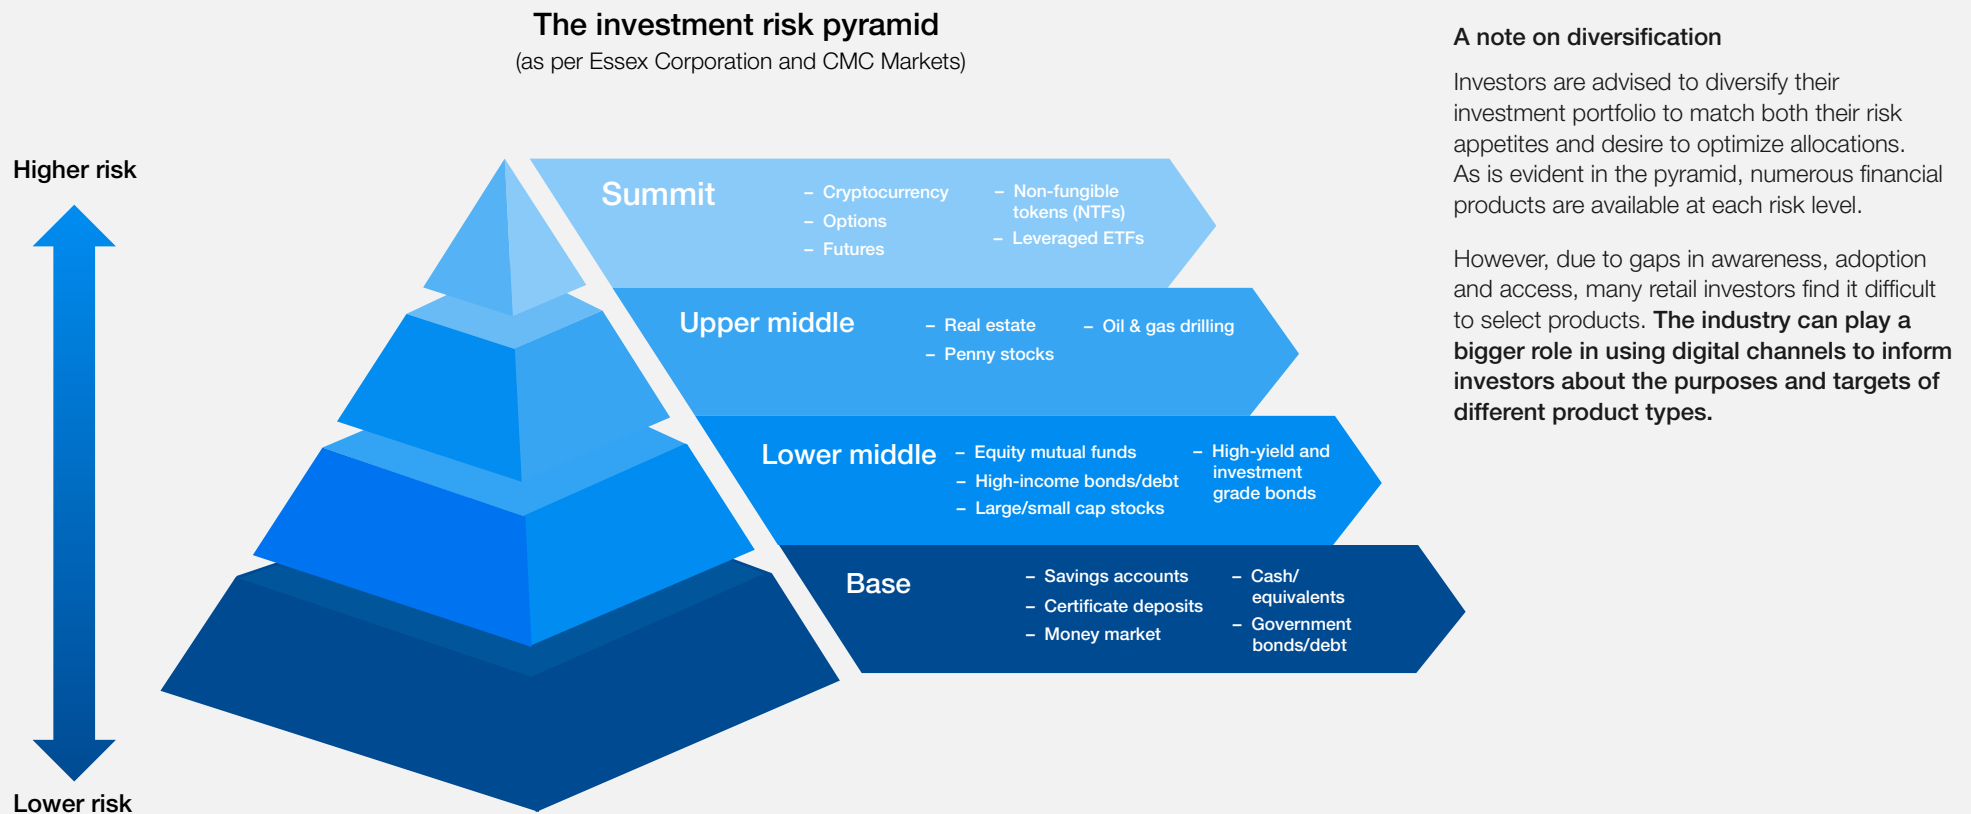 The investment risk pyramid
(as per Essex Corporation and CMC Markets)
Higher risk
Lower risk
Summit
– Cryptocurrency
– Options
– Futures
– Non-fungible
tokens (NTFs)
– Leveraged ETFs
Upper middle
– Real estate
– Penny stocks
– Oil & gas drilling
Lower middle
– Equity mutual funds
– High-income bonds/debt
– Large/small cap stocks
– High-yield and
investment
grade bonds
Base
– Savings accounts
– Certificate deposits
– Money market
– Cash/
equivalents
– Government
bonds/debt
A note on diversification
Investors are advised to diversify their
investment portfolio to match both their risk
appetites and desire to optimize allocations.
As is evident in the pyramid, numerous financial
products are available at each risk level.
However, due to gaps in awareness, adoption
and access, many retail investors find it difficult
to select products. The industry can play a
bigger role in using digital channels to inform
investors about the purposes and targets of
different product types.